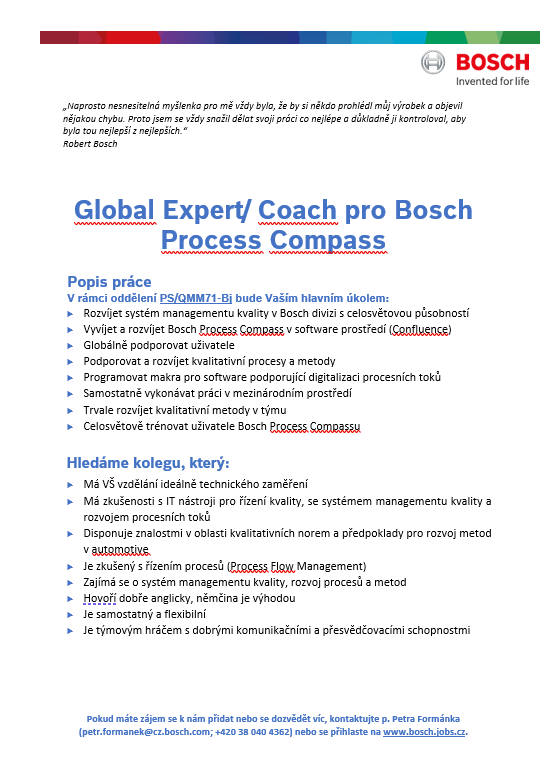 BOSCH
Invented for life
„Naprosto nesnesitelná myšlenka pro mě vždy byla, že by si někdo prohlédl můj výrobek a objevil
nějakou chybu. Proto jsem se vždy snažil dělat svoji práci co nejlépe a důkladně ji kontroloval, aby
byla tou nejlepší z nejlepších.“
Robert Bosch
Global Expert/ Coach pro Bosch
Process Compass
Popis práce
V rámci oddělení PS/QMM71-Bj bude Vaším hlavním úkolem:
► Rozvíjet systém managementu kvality v Bosch divizi s celosvětovou působností
► Vyvíjet a rozvíjet Bosch Process Compass v software prostředí (Confluence)
► Globálně podporovat uživatele
► Podporovat a rozvíjet kvalitativní procesy a metody
► Programovat makra pro software podporující digitalizaci procesních toků
► Samostatně vykonávat práci v mezinárodním prostředí
► Trvale rozvíjet kvalitativní metody v týmu
► Celosvětově trénovat uživatele Bosch Process Compassu
Hledáme kolegu, který:
► Má VŠ vzdělání ideálně technického zaměření
► Má zkušenosti s IT nástroji pro řízení kvality, se systémem managementu kvality a
rozvojem procesních toků
► Disponuje znalostmi v oblasti kvalitativních norem a předpoklady pro rozvoj metod
v automotive
► Je zkušený s řízením procesů (Process Flow Management)
► Zajímá se o systém managementu kvality, rozvoj procesů a metod
► Hovoří dobře anglicky, němčina je výhodou
► Je samostatný a flexibilní
► Je týmovým hráčem s dobrými komunikačními a přesvědčovacími schopnostmi
Pokud máte zájem se k nám přidat nebo se dozvědět víc, kontaktujte p. Petra Formánka
(petr.formanek@cz.bosch.com; +420 38 040 4362) nebo se přihlaste na www.bosch.jobs.cz.